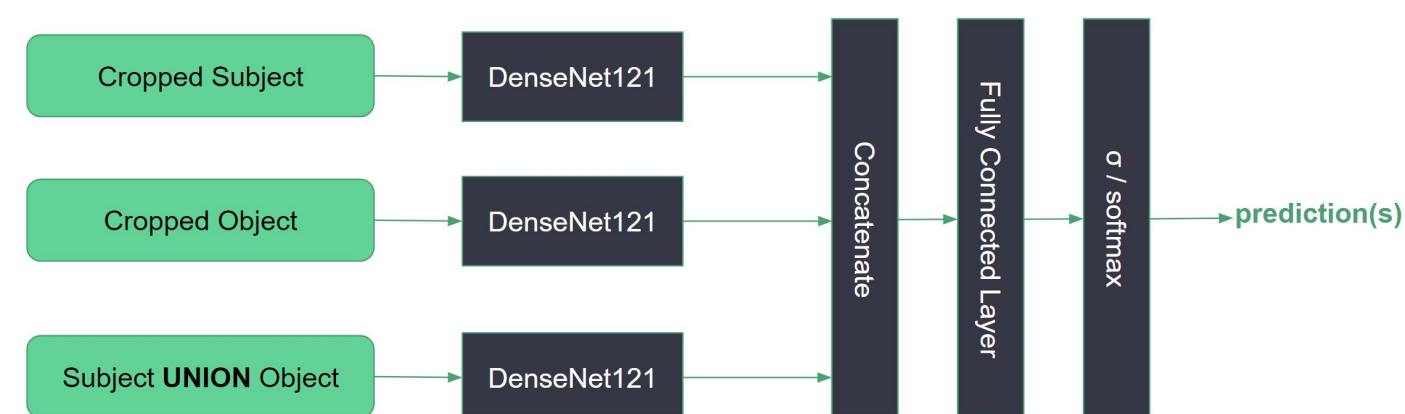 Cropped Subject
DenseNet121
Cropped Object
DenseNet121
Subject UNION Object
DenseNet121
Concatenate
Fully Connected Layer
σ / softmax
prediction(s)